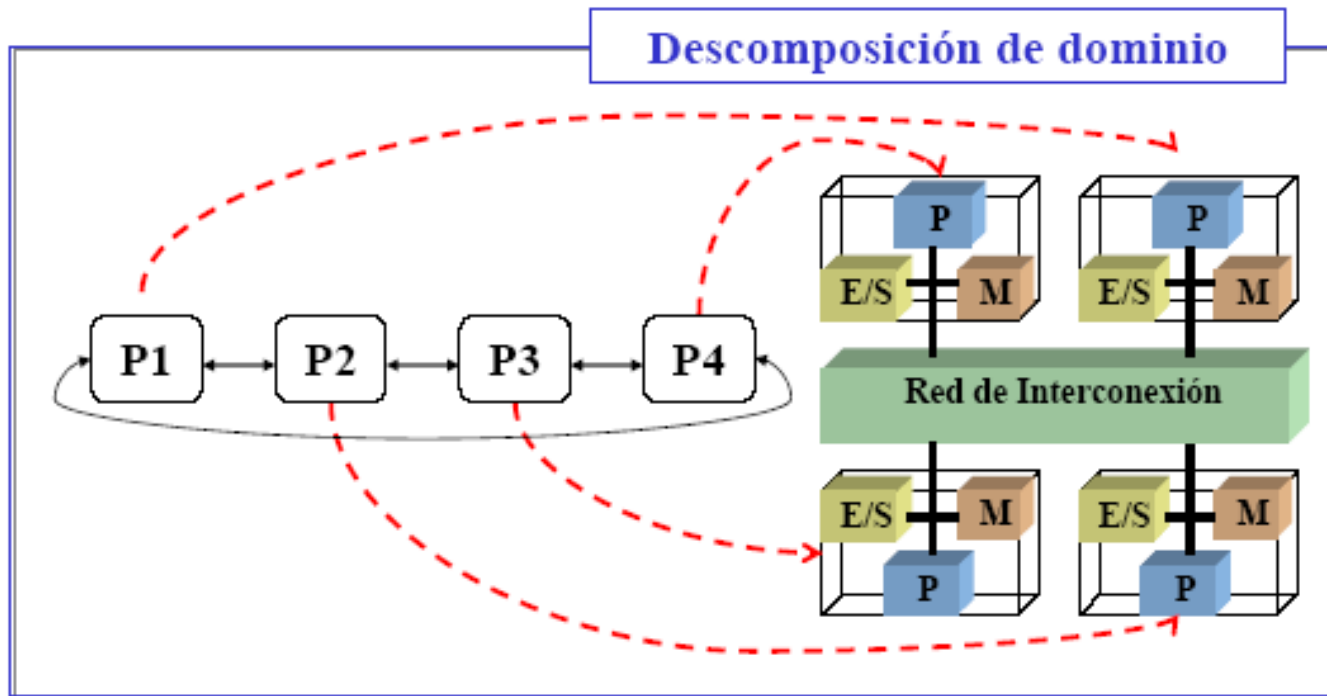 Descomposición de dominio
P
P
E/S
M
E/S
M
P1
P2
P3
P4
Red de Interconexión
E/S
M
E/S
M
P
P